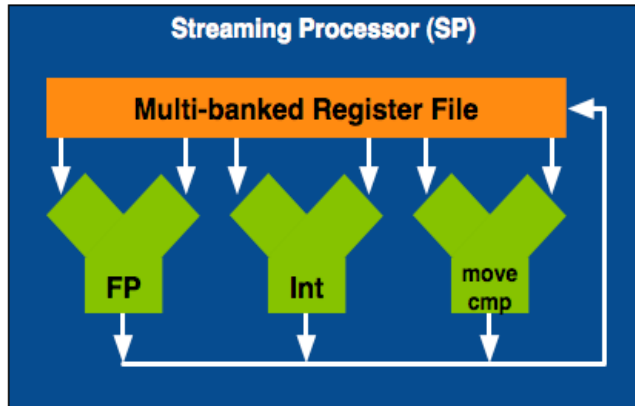 Streaming Processor (SP)
Multi-banked Register File
FP
Int
move
cmp